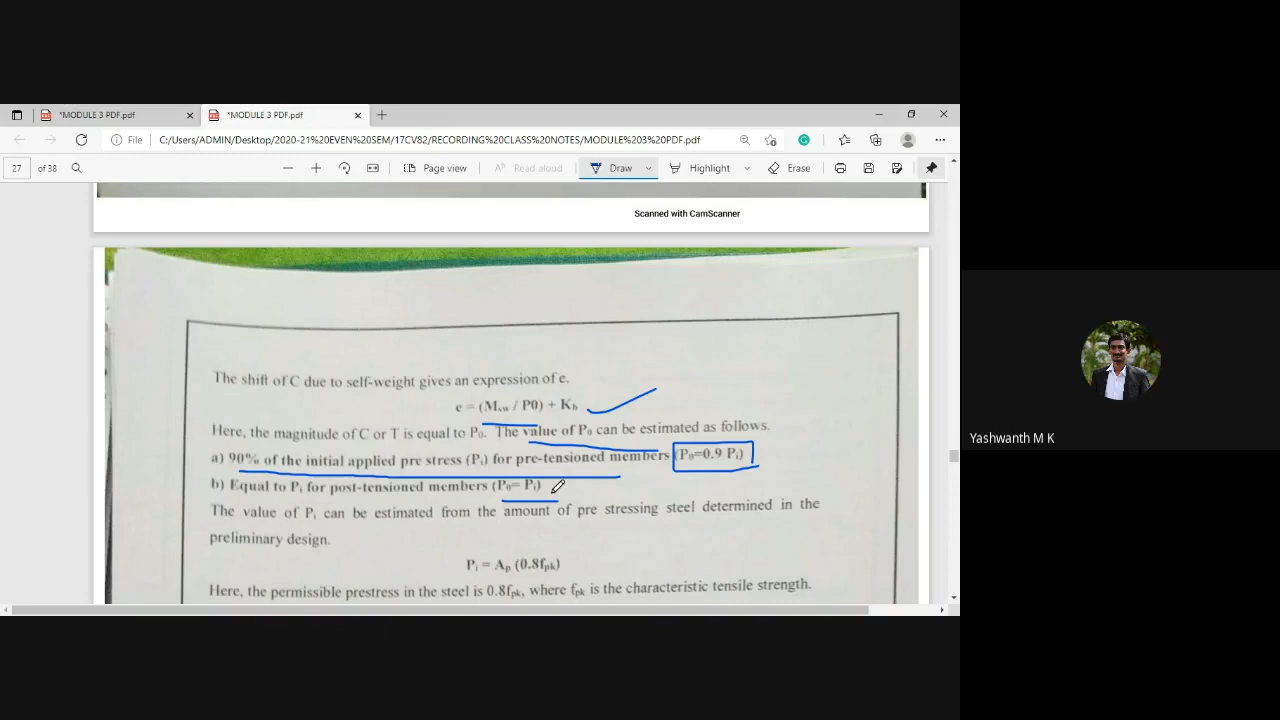 *MODULE 3 PDF.pdf
*MODULE 3 PDF.pdf
File C:/Users/ADMIN/Desktop/2020-21%20EVEN%20SEM/17CV82/RECORDING%20CLASS%20NOTES/MODULE%203%20PDF.pdf
27 of 38 Page view Read aloud Draw Highlight Erase
Scanned with CamScanner
The shift of C due to self-weight gives an expression of e.
e = (Msw / P0) + Kb
Here, the magnitude of C or T is equal to P₀. The value of P₀ can be estimated as follows.
a) 90% of the initial applied pre stress (Pᵢ) for pre-tensioned members (P₀=0.9 Pᵢ)
b) Equal to Pᵢ for post-tensioned members (P₀= Pᵢ)
The value of Pᵢ can be estimated from the amount of pre stressing steel determined in the
preliminary design.
Pᵢ = Aₚ (0.8fₚₖ)
Here, the permissible prestress in the steel is 0.8fₚₖ, where fₚₖ is the characteristic tensile strength.
Yashwanth M K